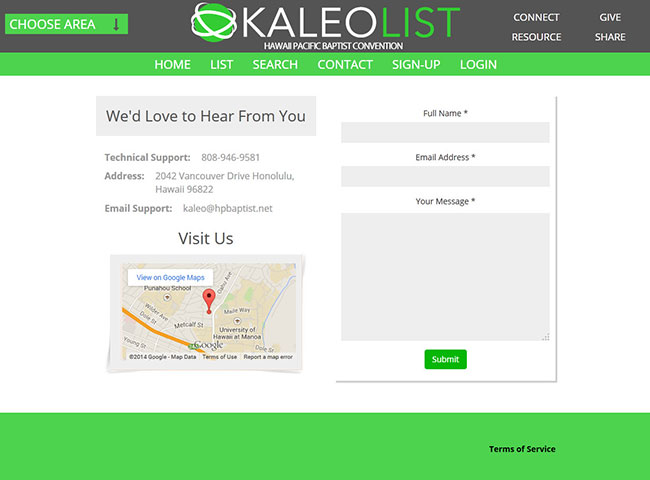 CHOOSE AREA
KALEOLIST
HAWAII PACIFIC BAPTIST CONVENTION
CONNECT GIVE
RESOURCE SHARE
HOME LIST SEARCH CONTACT SIGN-UP LOGIN
We'd Love to Hear From You
Technical Support: 808-946-9581
Address: 2042 Vancouver Drive Honolulu,
Hawaii 96822
Email Support: kaleo@hpbaptist.net
Visit Us
View on Google Maps
Punahou School
Oahu Ave
Wilder Ave
Dole St
Maile Way
Metcalf St
University of
Hawaii at Manoa
Young St
Dole St
Google
©2014 Google - Map Data Terms of Use Report a map error
Full Name *
Email Address *
Your Message *
Submit
Terms of Service